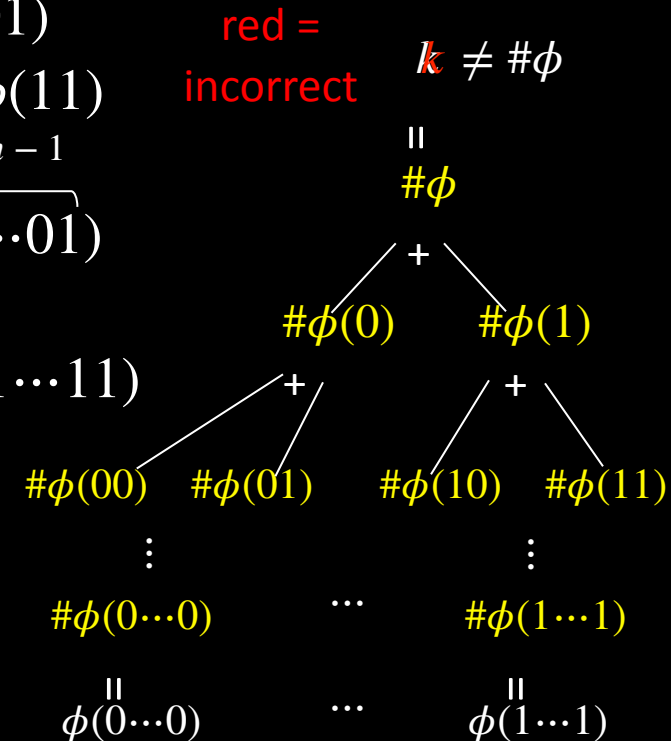 1)
red =
incorrect
k ≠ #ϕ
(11)
n − 1
=
#ϕ
⋯01)
+
#ϕ(0) #ϕ(1)
⋯11)
+ +
#ϕ(00) #ϕ(01) #ϕ(10) #ϕ(11)
⋮ ⋮
#ϕ(0⋯0) ⋯ #ϕ(1⋯1)
= =
ϕ(0⋯0) ⋯ ϕ(1⋯1)